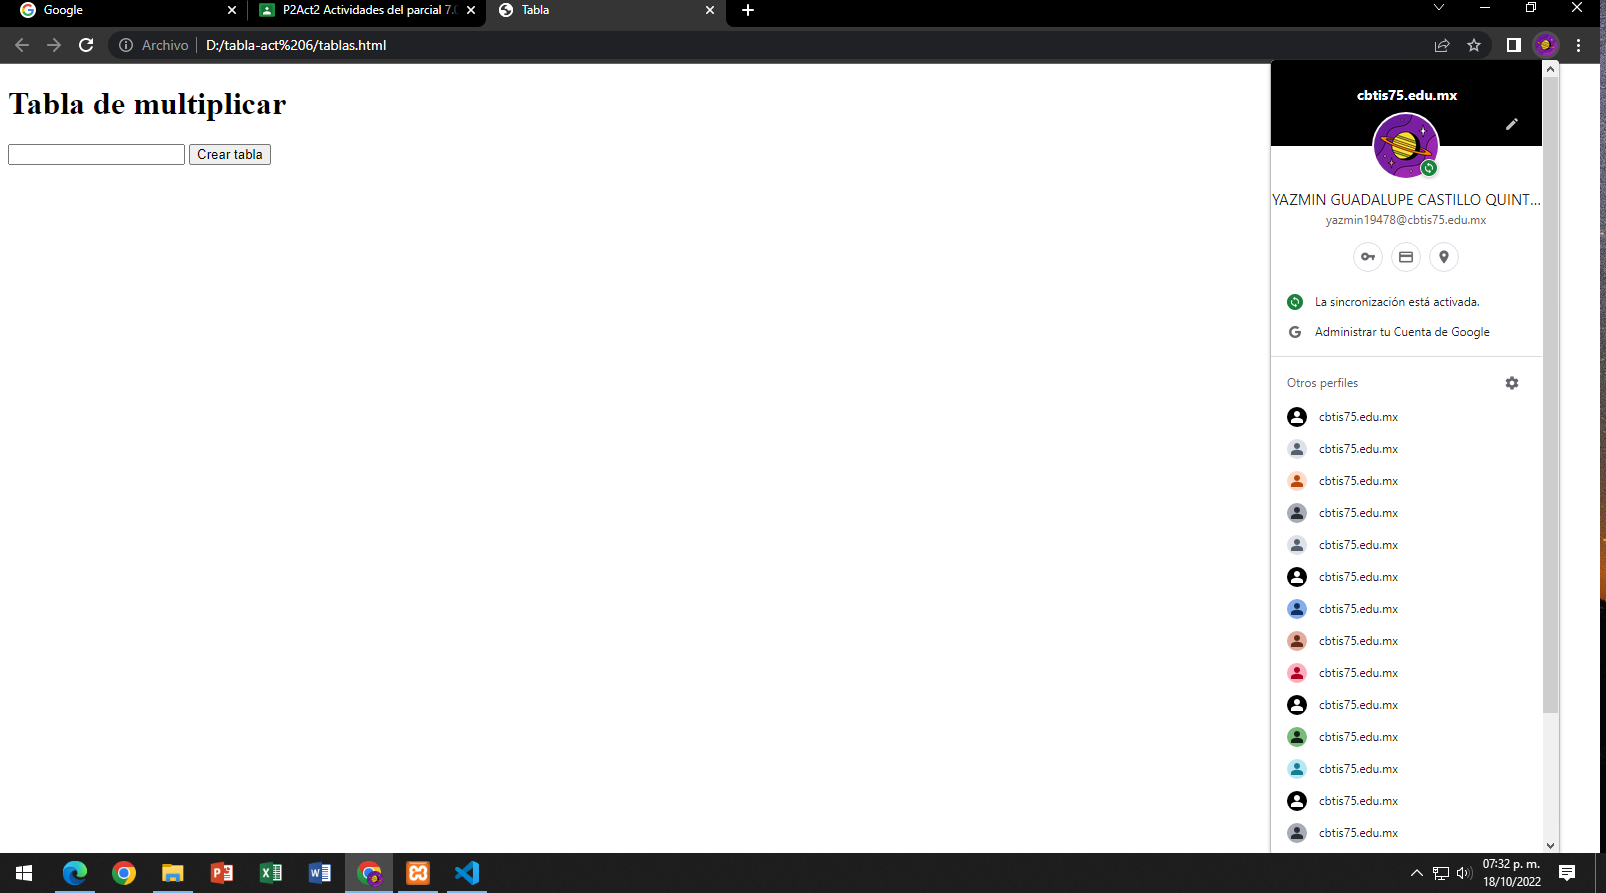 Google
P2Act2 Actividades del parcial 7.0
Tabla
Archivo
D:/tabla-act%206/tablas.html
Tabla de multiplicar
Crear tabla
cbtis75.edu.mx
YAZMIN GUADALUPE CASTILLO QUINT...
yazmin19478@cbtis75.edu.mx
La sincronización está activada.
Administrar tu Cuenta de Google
Otros perfiles
cbtis75.edu.mx
cbtis75.edu.mx
cbtis75.edu.mx
cbtis75.edu.mx
cbtis75.edu.mx
cbtis75.edu.mx
cbtis75.edu.mx
cbtis75.edu.mx
cbtis75.edu.mx
cbtis75.edu.mx
cbtis75.edu.mx
cbtis75.edu.mx
cbtis75.edu.mx
cbtis75.edu.mx
07:32 p. m.
18/10/2022